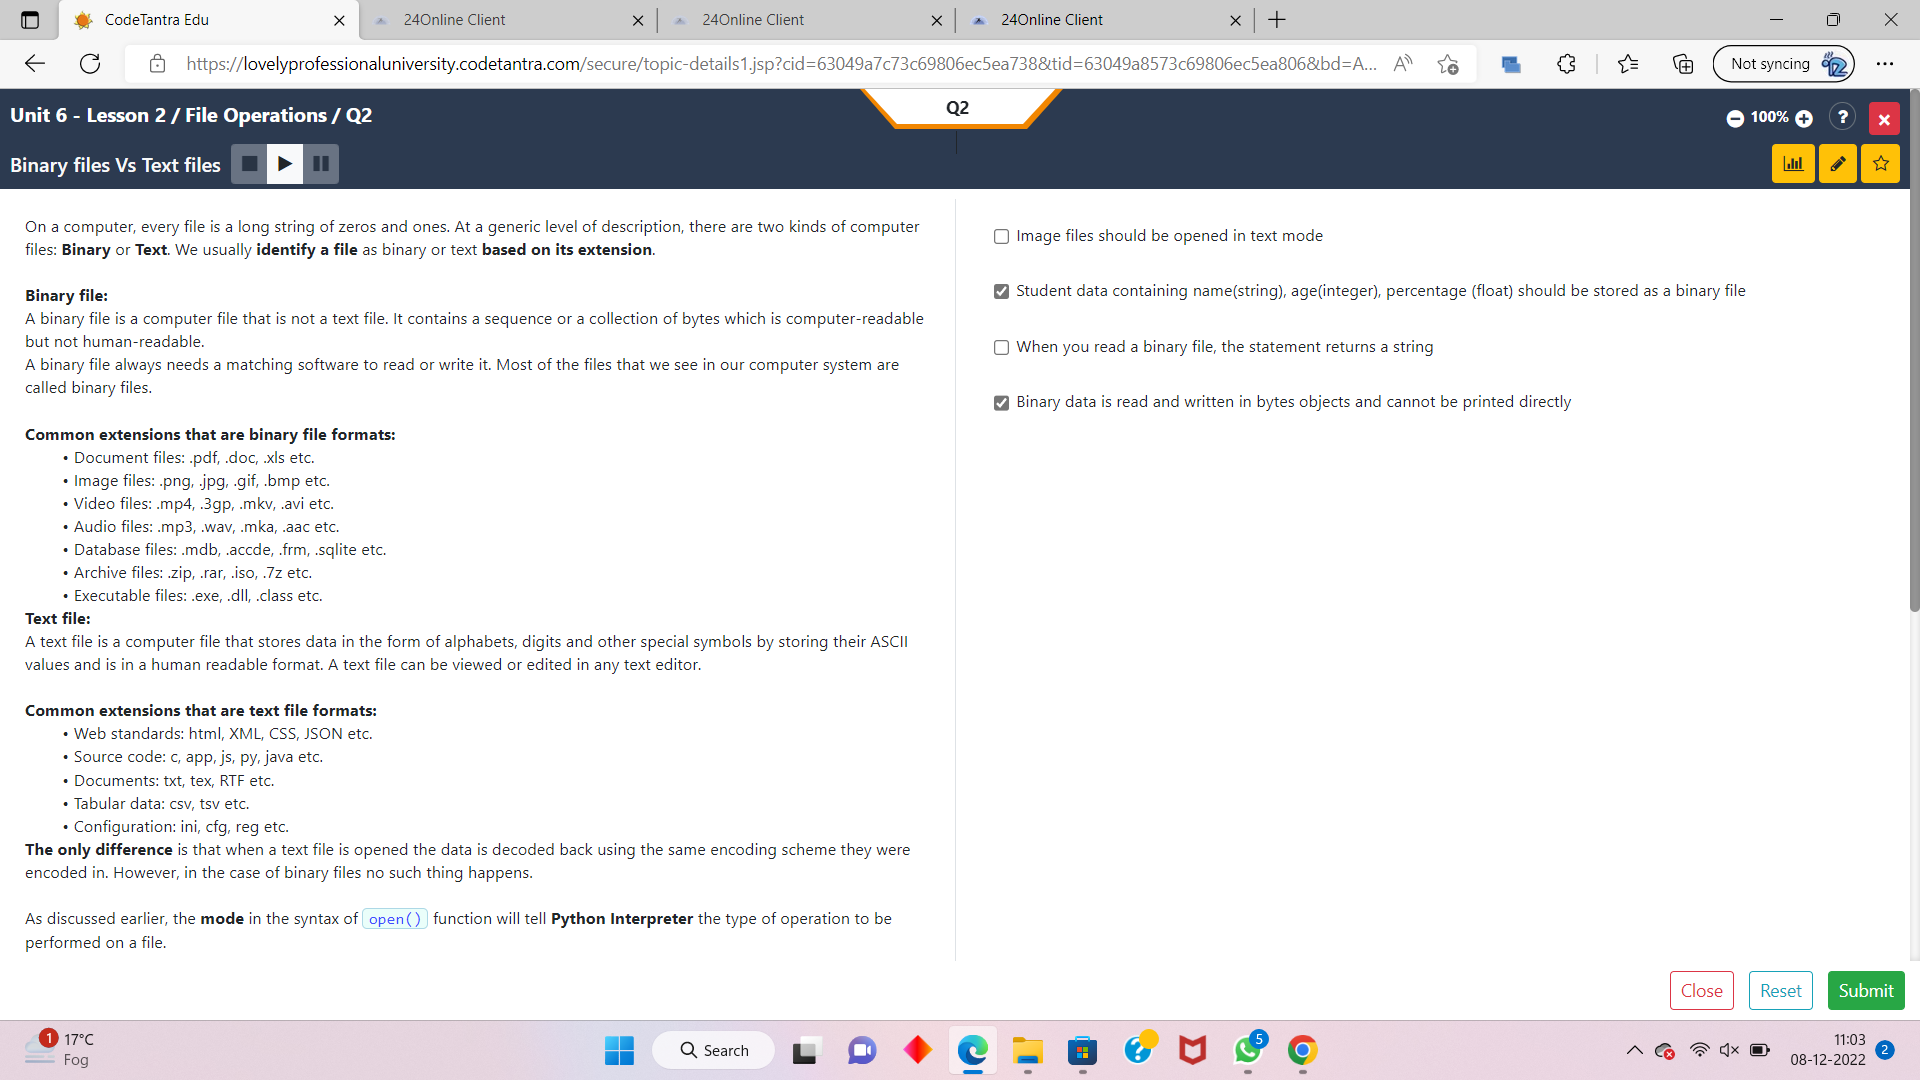 CodeTantra Edu
24Online Client
24Online Client
24Online Client
https://lovelyprofessionaluniversity.codetantra.com/secure/topic-details1.jsp?cid=63049a7c73c69806ec5ea738&tid=63049a8573c69806ec5ea806&bd=A...
Not syncing
Unit 6 - Lesson 2 / File Operations / Q2
Q2
100%
?
Binary files Vs Text files
On a computer, every file is a long string of zeros and ones. At a generic level of description, there are two kinds of computer
files: Binary or Text. We usually identify a file as binary or text based on its extension.
Binary file:
A binary file is a computer file that is not a text file. It contains a sequence or a collection of bytes which is computer-readable
but not human-readable.
A binary file always needs a matching software to read or write it. Most of the files that we see in our computer system are
called binary files.
Common extensions that are binary file formats:
• Document files: .pdf, .doc, .xls etc.
• Image files: .png, .jpg, .gif, .bmp etc.
• Video files: .mp4, .3gp, .mkv, .avi etc.
• Audio files: .mp3, .wav, .mka, .aac etc.
• Database files: .mdb, .accde, .frm, .sqlite etc.
• Archive files: .zip, .rar, .iso, .7z etc.
• Executable files: .exe, .dll, .class etc.
Text file:
A text file is a computer file that stores data in the form of alphabets, digits and other special symbols by storing their ASCII
values and is in a human readable format. A text file can be viewed or edited in any text editor.
Common extensions that are text file formats:
• Web standards: html, XML, CSS, JSON etc.
• Source code: c, app, js, py, java etc.
• Documents: txt, tex, RTF etc.
• Tabular data: csv, tsv etc.
• Configuration: ini, cfg, reg etc.
The only difference is that when a text file is opened the data is decoded back using the same encoding scheme they were
encoded in. However, in the case of binary files no such thing happens.
As discussed earlier, the mode in the syntax of open() function will tell Python Interpreter the type of operation to be
performed on a file.
Image files should be opened in text mode
Student data containing name(string), age(integer), percentage (float) should be stored as a binary file
When you read a binary file, the statement returns a string
Binary data is read and written in bytes objects and cannot be printed directly
Close
Reset
Submit
1
17°C
Fog
Search
5
11:03
08-12-2022
2